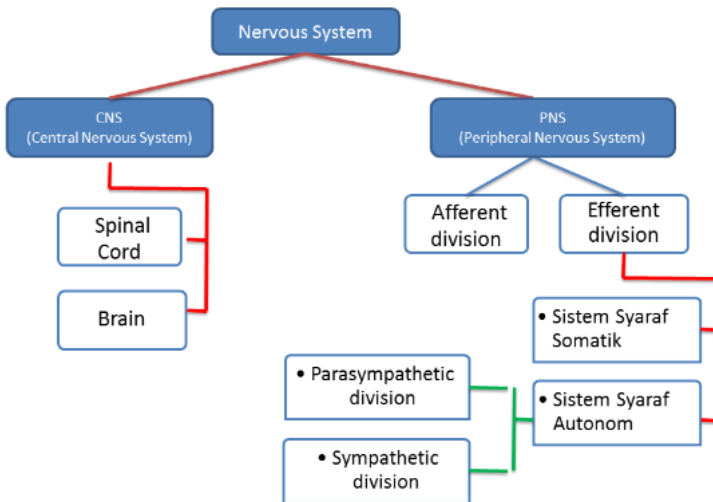 Nervous System
CNS
(Central Nervous System)
PNS
(Peripheral Nervous System)
Spinal
Cord
Brain
Afferent
division
Efferent
division
• Sistem Syaraf
Somatik
• Sistem Syaraf
Autonom
• Parasympathetic
division
• Sympathetic
division